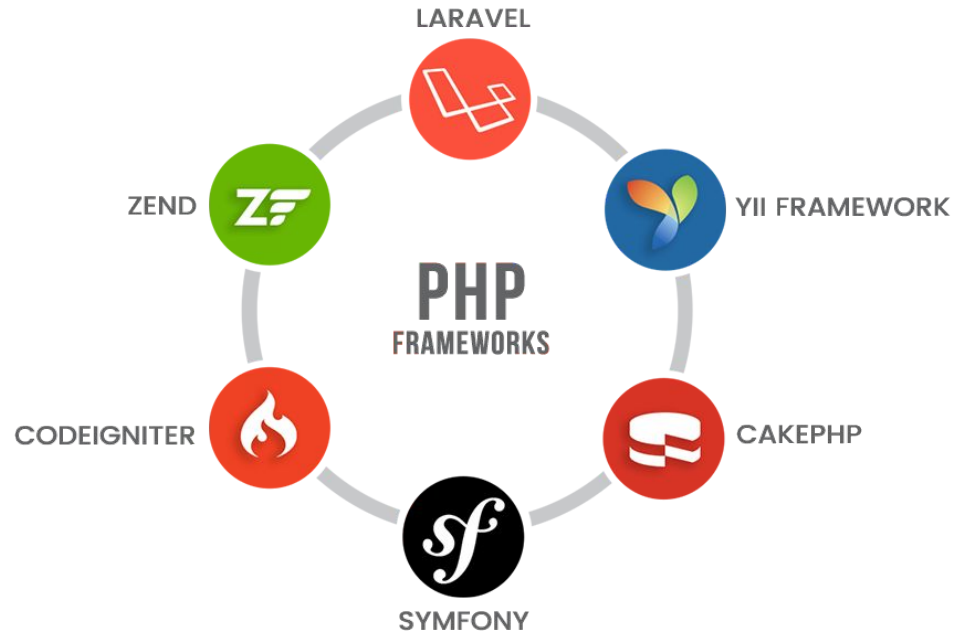 LARAVEL
ZEND
YII FRAMEWORK
PHP
FRAMEWORKS
CODEIGNITER
CAKEPHP
SYMFONY